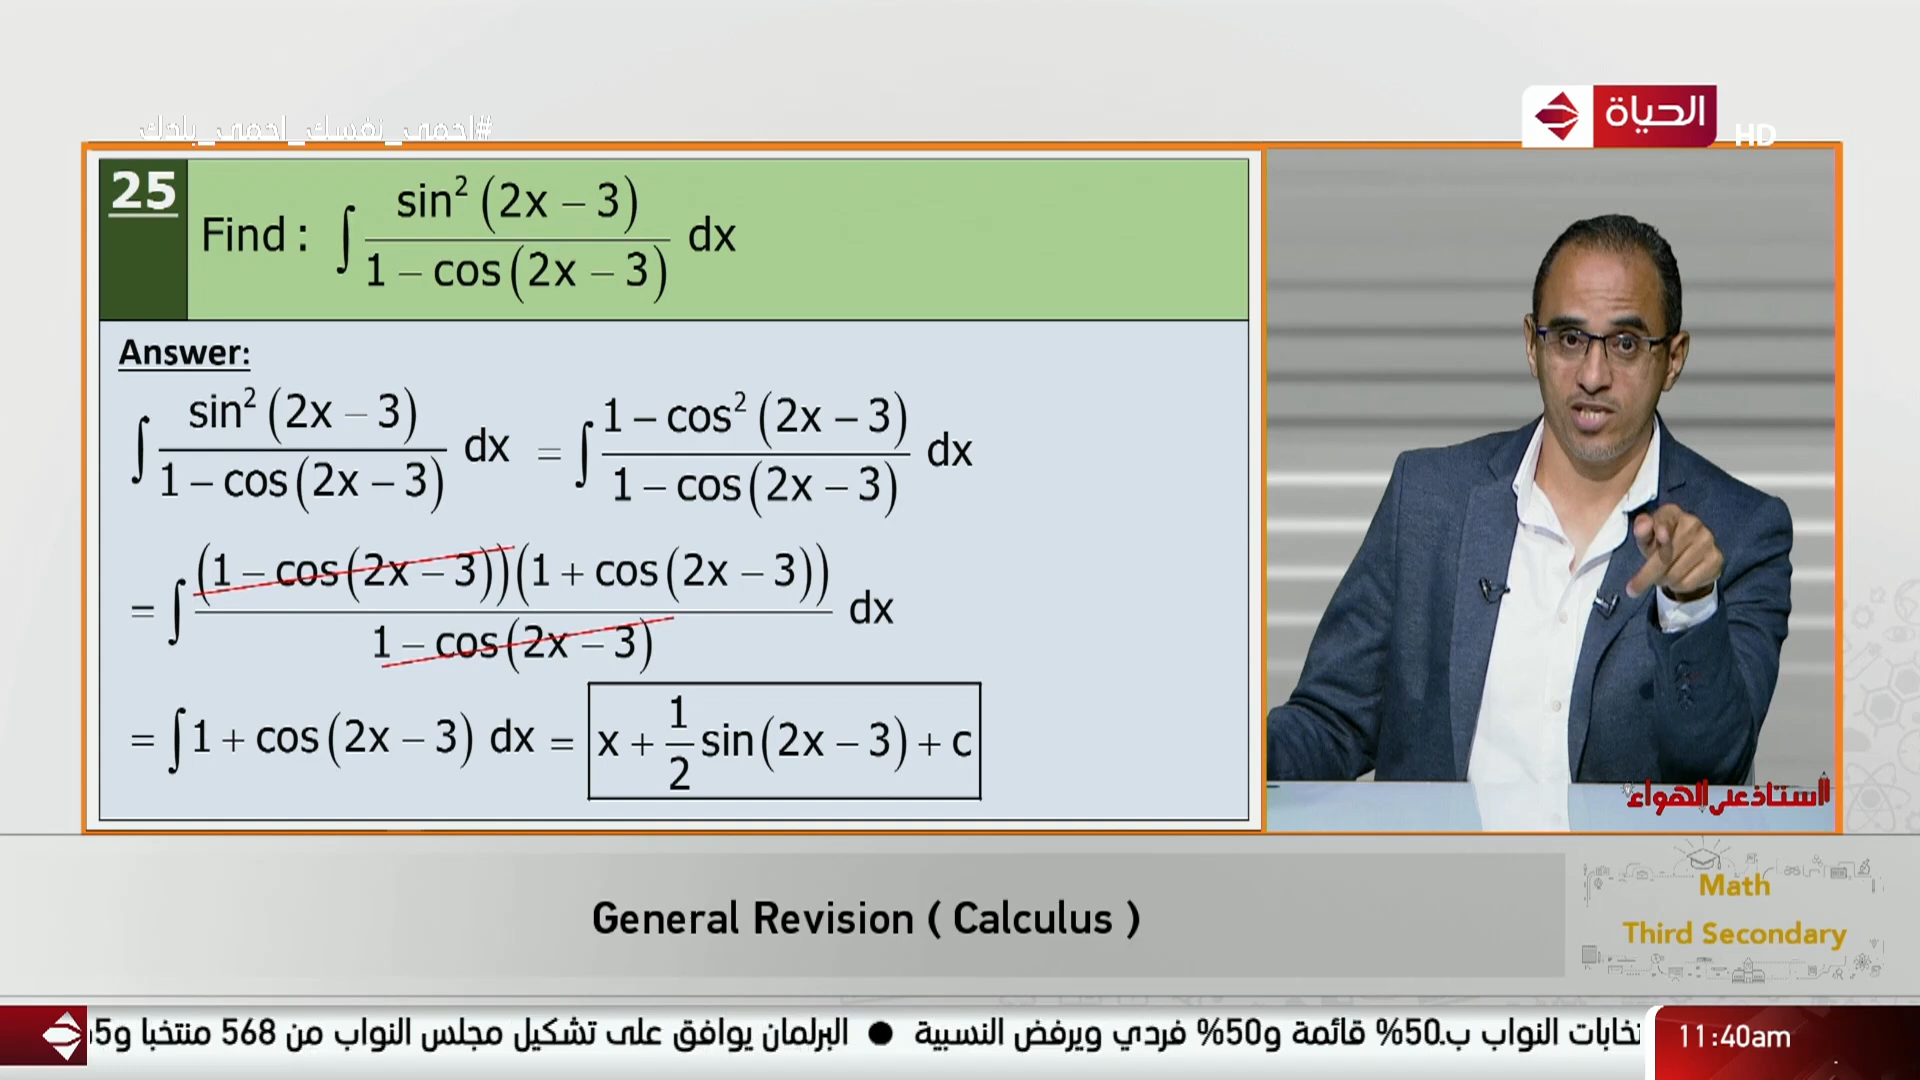 #احمي_نفسك_احمي_بلدك
الحياة
HD
25
Find : ∫ sin² (2x – 3) / 1 – cos (2x – 3) dx
Answer:
∫ sin² (2x – 3) / 1 – cos (2x – 3) dx = ∫ 1 – cos² (2x – 3) / 1 – cos (2x – 3) dx
= ∫ (1 – cos (2x – 3)) (1 + cos (2x – 3)) / 1 – cos (2x – 3) dx
= ∫ 1 + cos (2x – 3) dx = x + 1/2 sin (2x – 3) + c
أستاذ على الهواء
General Revision ( Calculus )
Math
Third Secondary
نتخابات النواب ب50% قائمة و50% فردي ويرفض النسبية ● البرلمان يوافق على تشكيل مجلس النواب من 568 منتخبا و5
11:40am